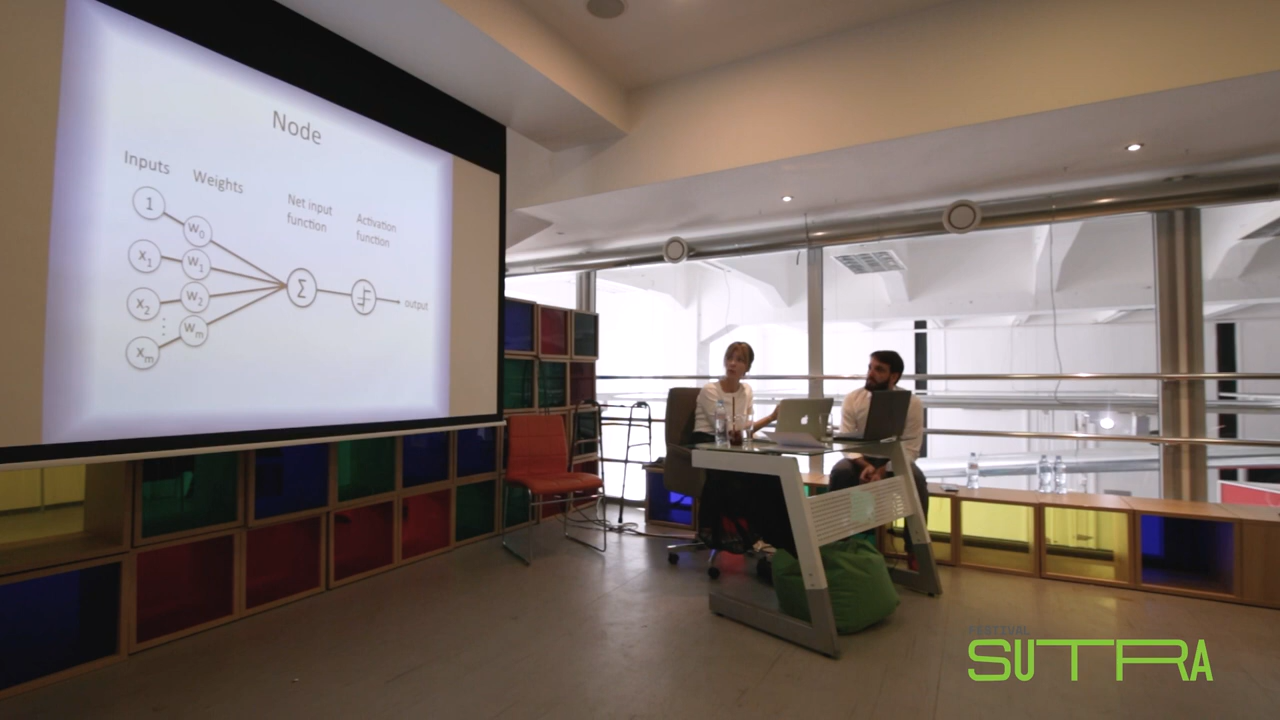 Node
Inputs
Weights
Net input
function
Activation
function
1
w0
x1
w1
Σ
output
x2
w2
⋮
wm
xm
FESTIVAL
SUTRA